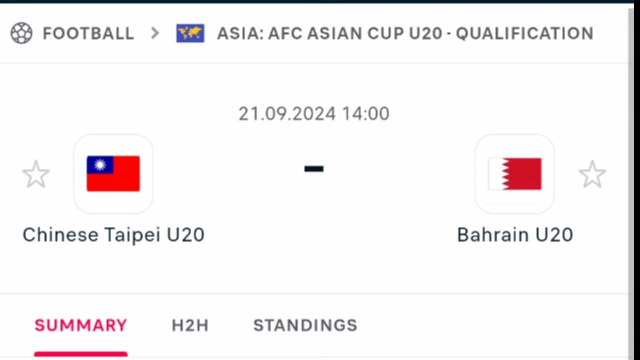 FOOTBALL > ASIA: AFC ASIAN CUP U20 - QUALIFICATION
21.09.2024 14:00
-
Chinese Taipei U20 Bahrain U20
SUMMARY H2H STANDINGS